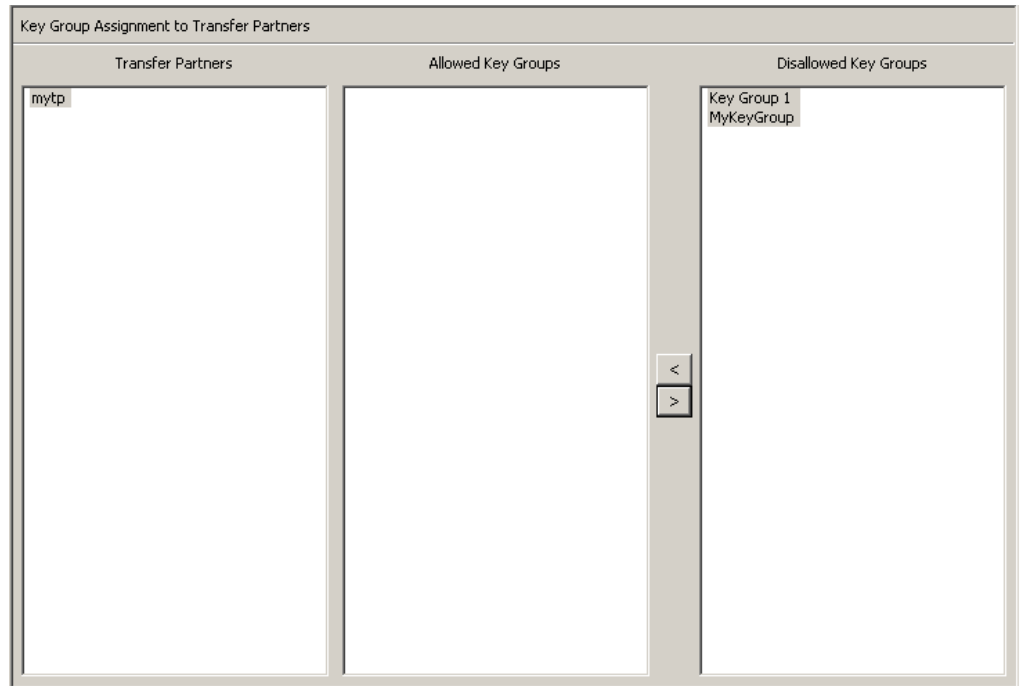 Key Group Assignment to Transfer Partners
Transfer Partners
Allowed Key Groups
Disallowed Key Groups
mytp
Key Group 1
MyKeyGroup
<
>